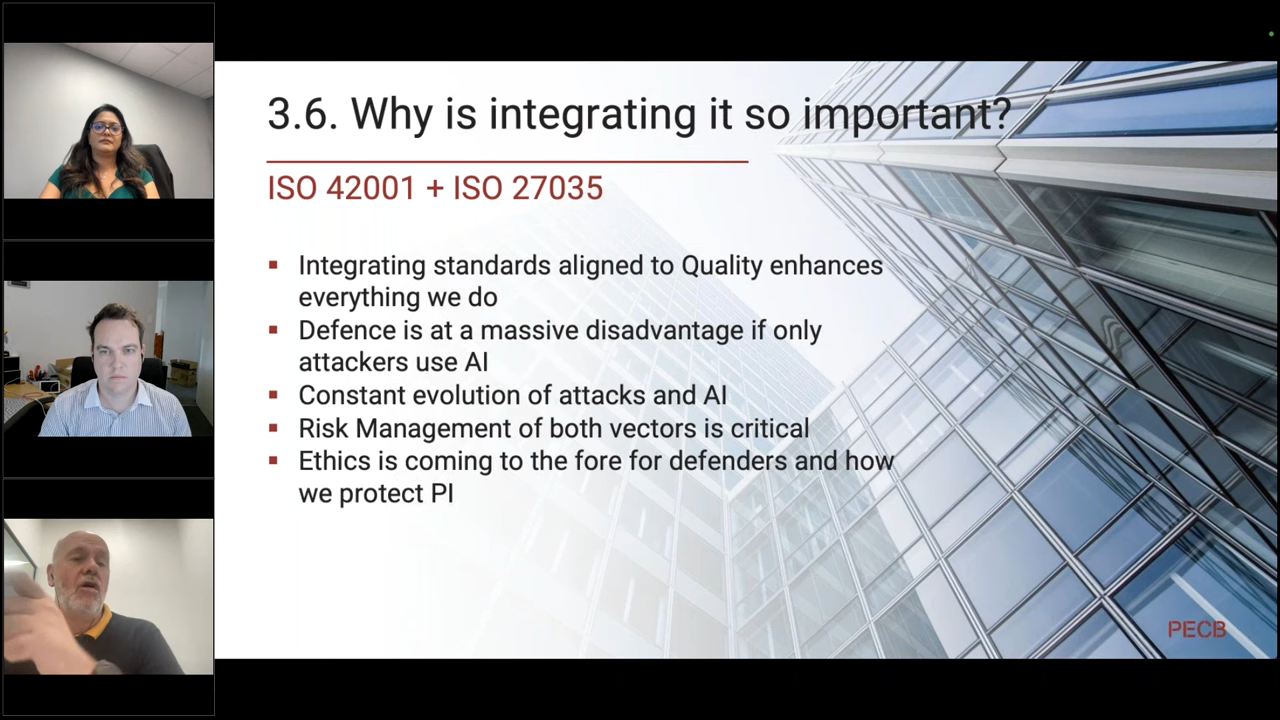 3.6. Why is integrating it so important?
ISO 42001 + ISO 27035
▪ Integrating standards aligned to Quality enhances
everything we do
▪ Defence is at a massive disadvantage if only
attackers use AI
▪ Constant evolution of attacks and AI
▪ Risk Management of both vectors is critical
▪ Ethics is coming to the fore for defenders and how
we protect PI
PECB